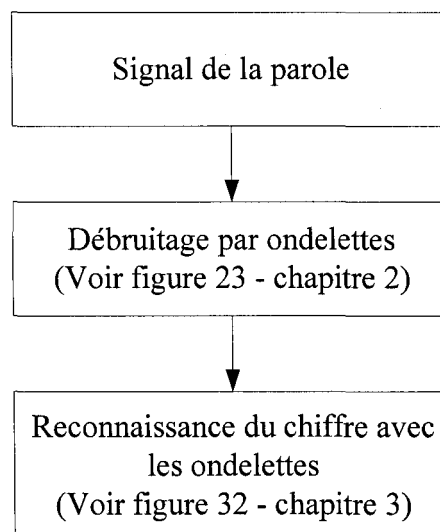 Signal de la parole
Débruitage par ondelettes
(Voir figure 23 - chapitre 2)
Reconnaissance du chiffre avec
les ondelettes
(Voir figure 32 - chapitre 3)